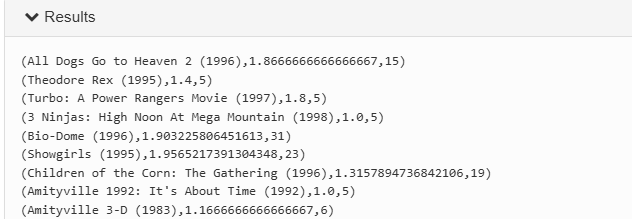 Results
(All Dogs Go to Heaven 2 (1996),1.8666666666666667,15)
(Theodore Rex (1995),1.4,5)
(Turbo: A Power Rangers Movie (1997),1.8,5)
(3 Ninjas: High Noon At Mega Mountain (1998),1.0,5)
(Bio-Dome (1996),1.903225806451613,31)
(Showgirls (1995),1.9565217391304348,23)
(Children of the Corn: The Gathering (1996),1.3157894736842106,19)
(Amityville 1992: It's About Time (1992),1.0,5)
(Amityville 3-D (1983),1.1666666666666667,6)